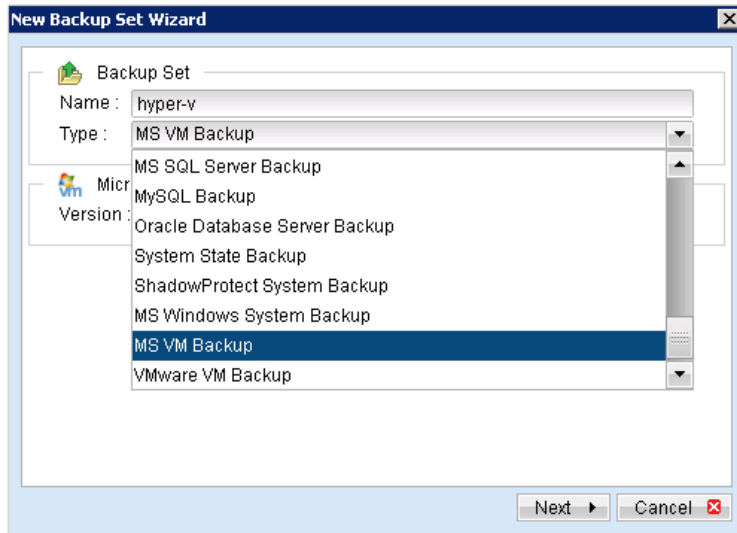 New Backup Set Wizard
Backup Set
Name : hyper-v
Type : MS VM Backup
MS SQL Server Backup
Micr
MySQL Backup
Version :
Oracle Database Server Backup
System State Backup
ShadowProtect System Backup
MS Windows System Backup
MS VM Backup
VMware VM Backup
Next Cancel